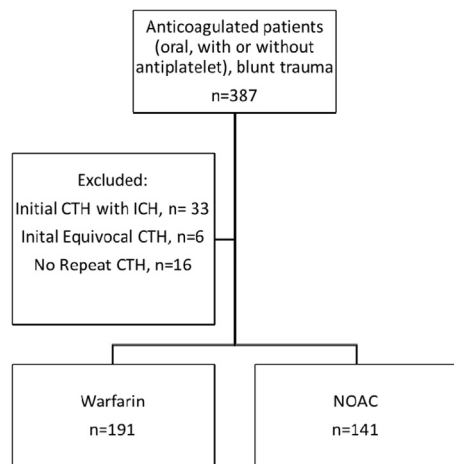 Anticoagulated patients
(oral, with or without
antiplatelet), blunt trauma
n=387
Excluded:
Initial CTH with ICH, n= 33
Inital Equivocal CTH, n=6
No Repeat CTH, n=16
Warfarin
n=191
NOAC
n=141